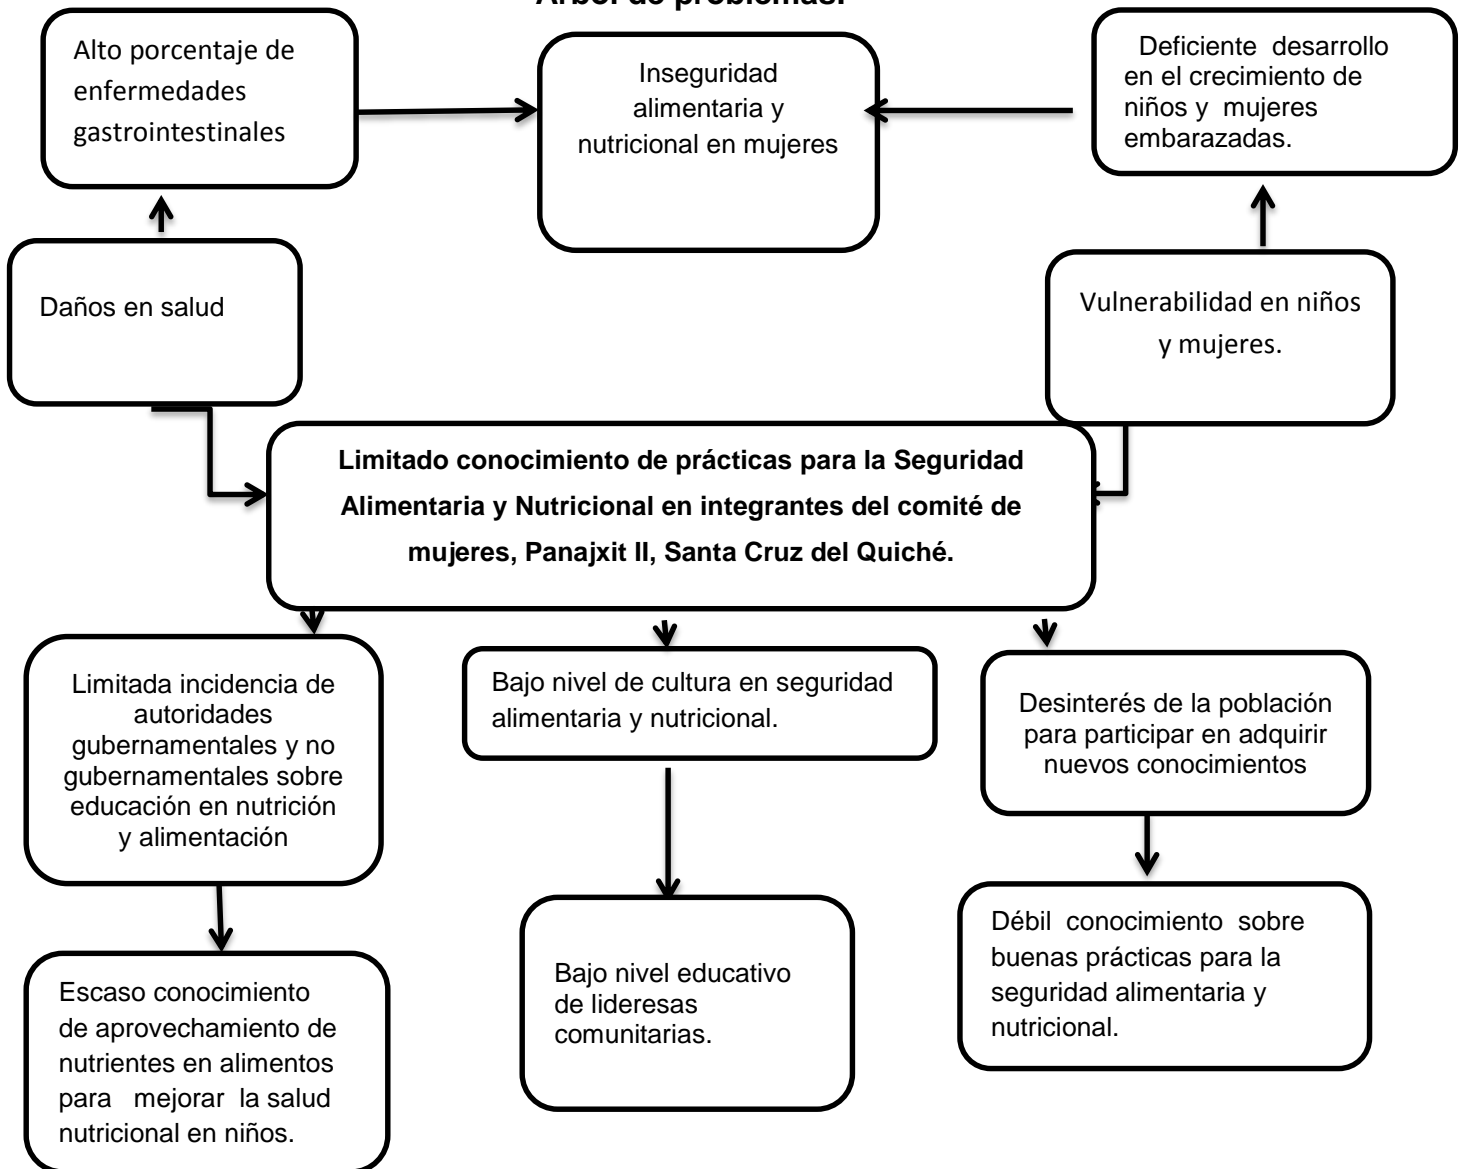 Árbol de problemas.
Alto porcentaje de
enfermedades
gastrointestinales
Inseguridad
alimentaria y
nutricional en mujeres
Deficiente desarrollo
en el crecimiento de
niños y mujeres
embarazadas.
Daños en salud
Vulnerabilidad en niños
y mujeres.
Limitado conocimiento de prácticas para la Seguridad
Alimentaria y Nutricional en integrantes del comité de
mujeres, Panajxit II, Santa Cruz del Quiché.
Limitada incidencia de
autoridades
gubernamentales y no
gubernamentales sobre
educación en nutrición
y alimentación
Bajo nivel de cultura en seguridad
alimentaria y nutricional.
Desinterés de la población
para participar en adquirir
nuevos conocimientos
Escaso conocimiento
de aprovechamiento de
nutrientes en alimentos
para mejorar la salud
nutricional en niños.
Bajo nivel educativo
de lideresas
comunitarias.
Débil conocimiento sobre
buenas prácticas para la
seguridad alimentaria y
nutricional.